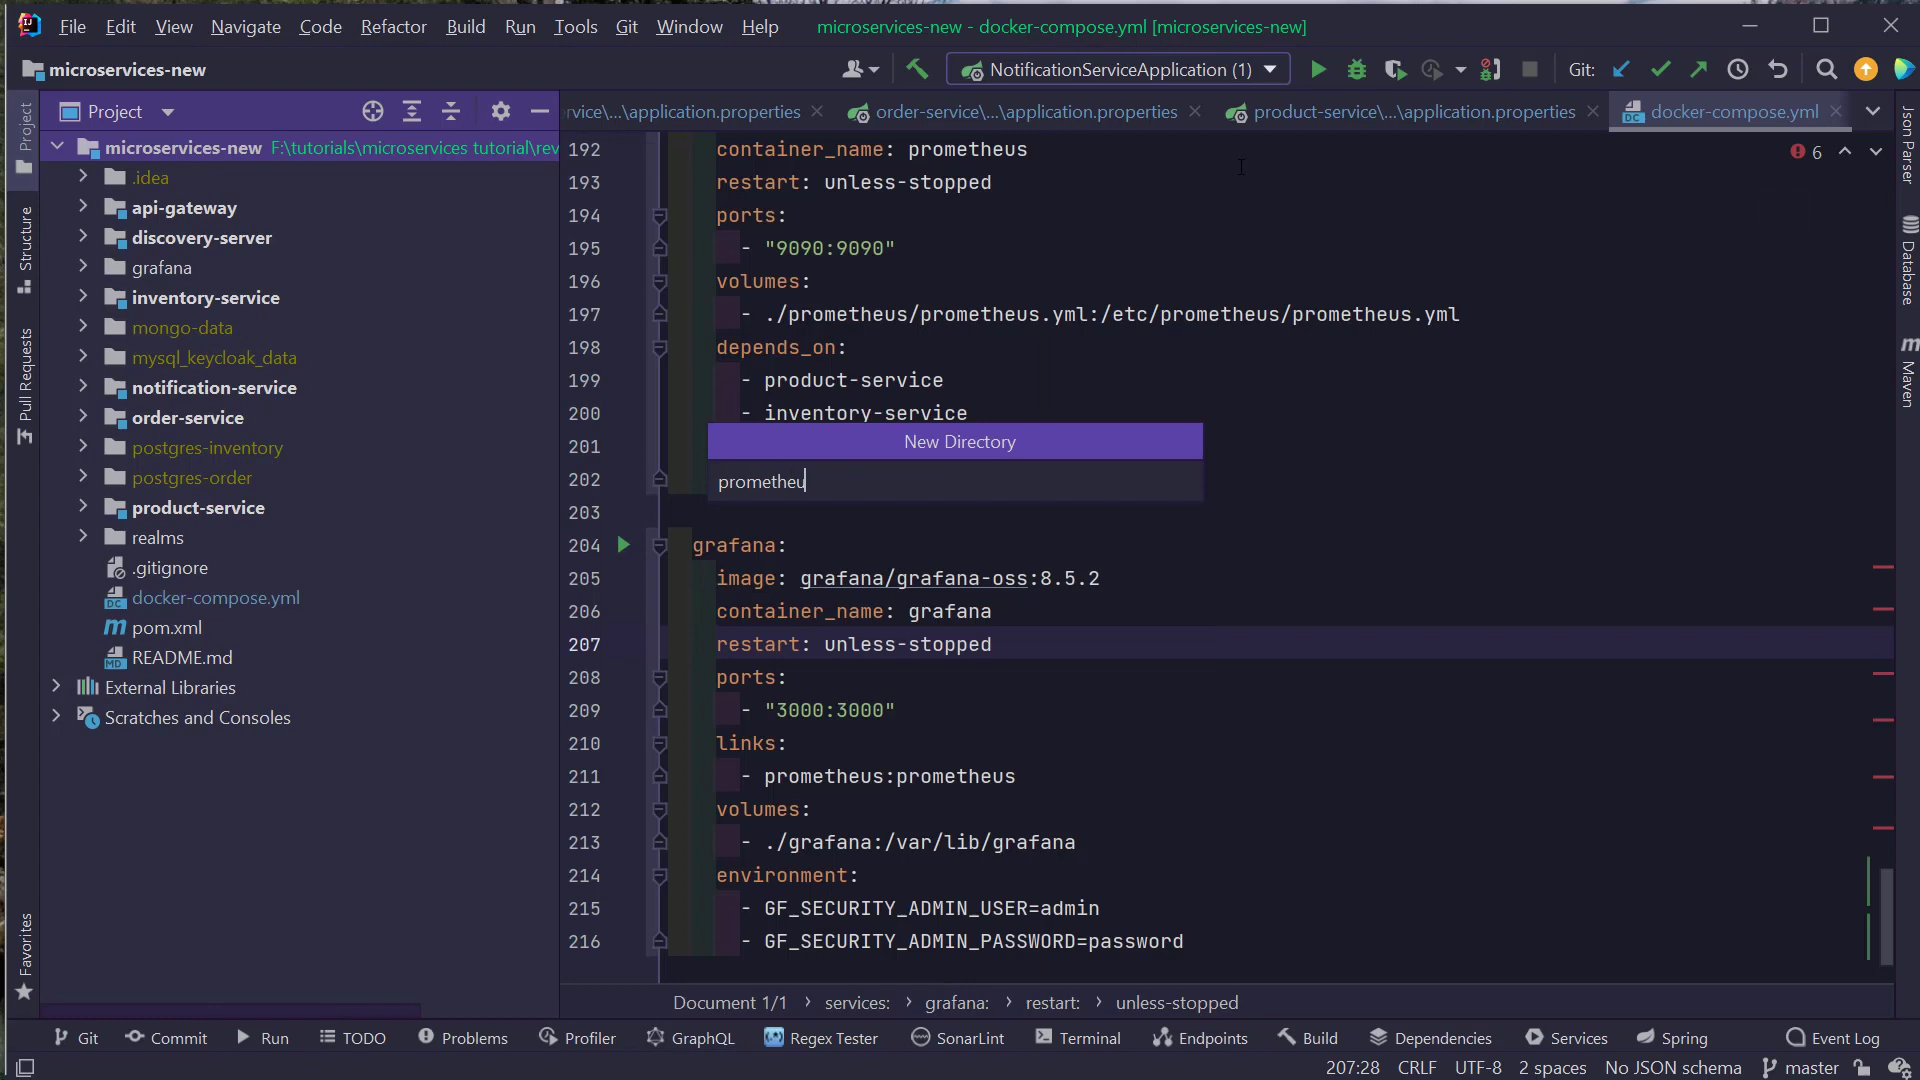 File Edit View Navigate Code Refactor Build Run Tools Git Window Help microservices-new - docker-compose.yml [microservices-new]
microservices-new NotificationServiceApplication (1) Git:
Project rvice\...\application.properties order-service\...\application.properties product-service\...\application.properties docker-compose.yml
microservices-new F:\tutorials\microservices tutorial\rev
.idea
api-gateway
discovery-server
grafana
inventory-service
mongo-data
mysql_keycloak_data
notification-service
order-service
postgres-inventory
postgres-order
product-service
realms
.gitignore
docker-compose.yml
pom.xml
README.md
External Libraries
Scratches and Consoles
192 container_name: prometheus
193 restart: unless-stopped
194 ports:
195 - "9090:9090"
196 volumes:
197 - ./prometheus/prometheus.yml:/etc/prometheus/prometheus.yml
198 depends_on:
199 - product-service
200 - inventory-service
201
202
203
204 grafana:
205 image: grafana/grafana-oss:8.5.2
206 container_name: grafana
207 restart: unless-stopped
208 ports:
209 - "3000:3000"
210 links:
211 - prometheus:prometheus
212 volumes:
213 - ./grafana:/var/lib/grafana
214 environment:
215 - GF_SECURITY_ADMIN_USER=admin
216 - GF_SECURITY_ADMIN_PASSWORD=password
6
New Directory
prometheu
Project
Structure
Pull Requests
Favorites
Json Parser
Database
m
Maven
Document 1/1 › services: › grafana: › restart: › unless-stopped
Git Commit Run TODO Problems Profiler GraphQL Regex Tester SonarLint Terminal Endpoints Build Dependencies Services Spring Event Log
207:28 CRLF UTF-8 2 spaces No JSON schema master